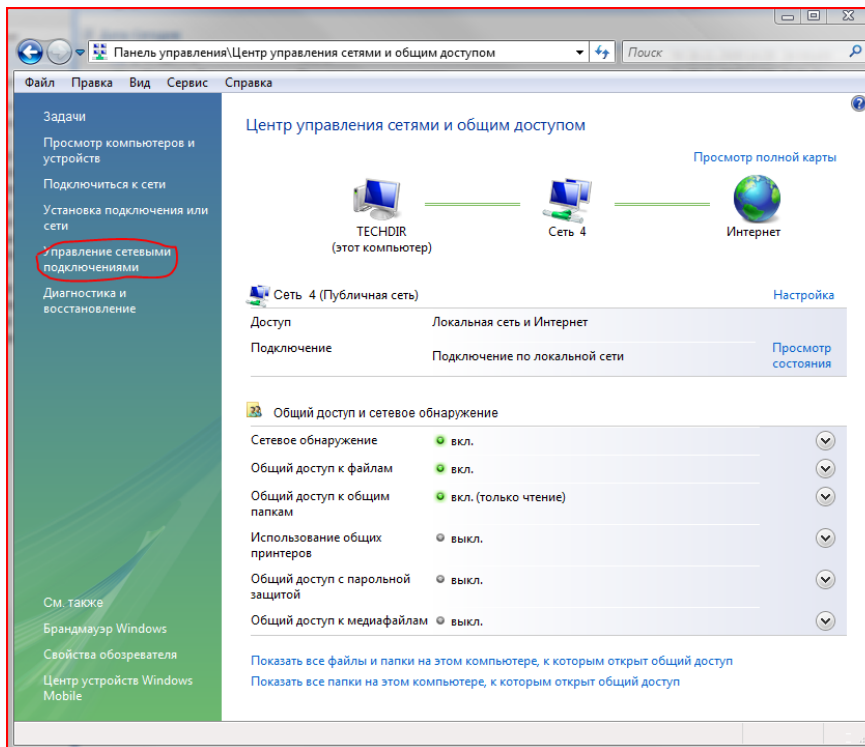 Панель управления\Центр управления сетями и общим доступом
Поиск
Файл Правка Вид Сервис Справка
Задачи
Просмотр компьютеров и
устройств
Подключиться к сети
Установка подключения или
сети
Управление сетевыми
подключениями
Диагностика и
восстановление
См. также
Брандмауэр Windows
Свойства обозревателя
Центр устройств Windows
Mobile
Центр управления сетями и общим доступом
Просмотр полной карты
TECHDIR
(этот компьютер)
Сеть 4
Интернет
Сеть 4 (Публичная сеть)
Настройка
Доступ
Локальная сеть и Интернет
Подключение
Подключение по локальной сети
Просмотр
состояния
Общий доступ и сетевое обнаружение
Сетевое обнаружение
вкл.
Общий доступ к файлам
вкл.
Общий доступ к общим
папкам
вкл. (только чтение)
Использование общих
принтеров
выкл.
Общий доступ с парольной
защитой
выкл.
Общий доступ к медиафайлам
выкл.
Показать все файлы и папки на этом компьютере, к которым открыт общий доступ
Показать все папки на этом компьютере, к которым открыт общий доступ